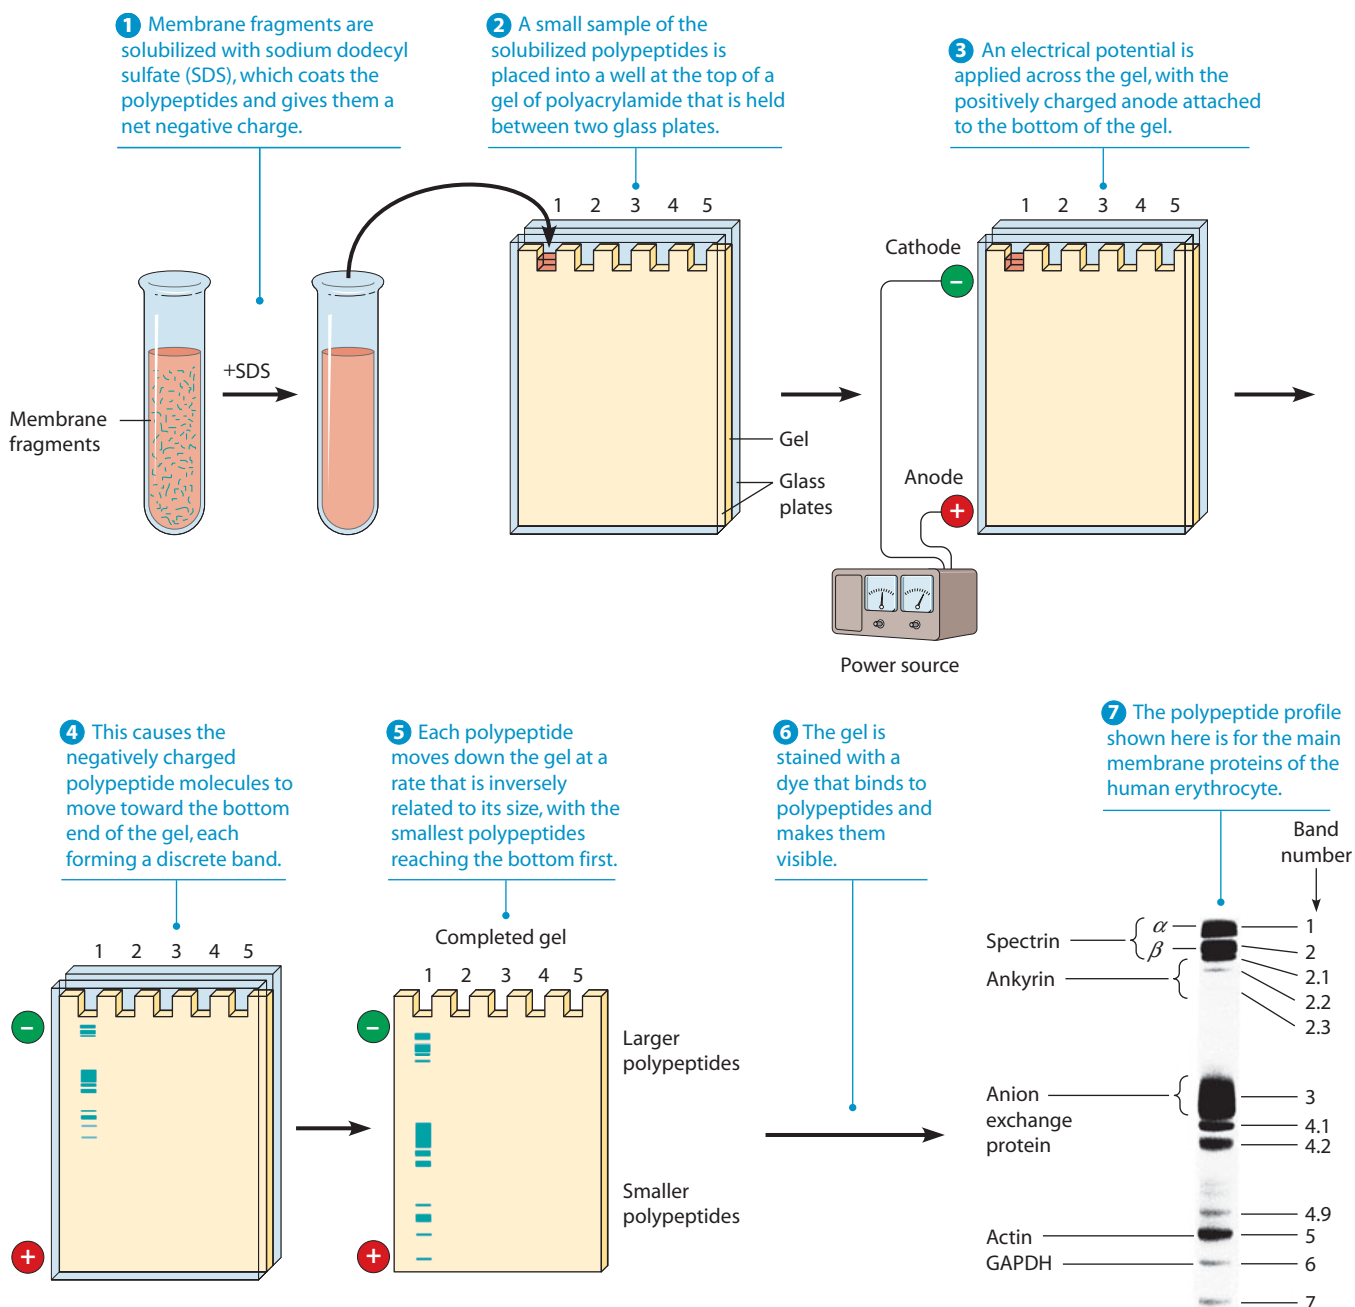 1 Membrane fragments are
solubilized with sodium dodecyl
sulfate (SDS), which coats the
polypeptides and gives them a
net negative charge.
2 A small sample of the
solubilized polypeptides is
placed into a well at the top of a
gel of polyacrylamide that is held
between two glass plates.
3 An electrical potential is
applied across the gel, with the
positively charged anode attached
to the bottom of the gel.
1 2 3 4 5
1 2 3 4 5
Cathode
−
+SDS
Membrane
fragments
Gel
Glass
plates
Anode
+
Power source
4 This causes the
negatively charged
polypeptide molecules to
move toward the bottom
end of the gel, each
forming a discrete band.
5 Each polypeptide
moves down the gel at a
rate that is inversely
related to its size, with the
smallest polypeptides
reaching the bottom first.
6 The gel is
stained with a
dye that binds to
polypeptides and
makes them
visible.
7 The polypeptide profile
shown here is for the main
membrane proteins of the
human erythrocyte.
Band
number
1 2 3 4 5
−
+
Completed gel
1 2 3 4 5
−
+
Larger
polypeptides
Smaller
polypeptides
Spectrin
α
β
Ankyrin
Anion
exchange
protein
Actin
GAPDH
1
2
2.1
2.2
2.3
3
4.1
4.2
4.9
5
6
7